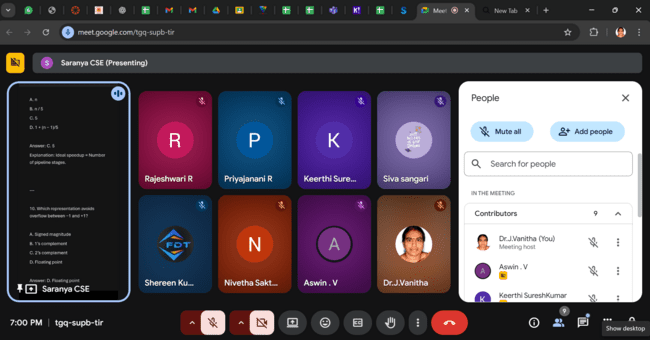 Meet
New Tab
meet.google.com/tgq-supb-tir
S
Saranya CSE (Presenting)
A. n
B. n / S
C. S
D. 1 + (n − 1)/S
Answer: C. S
Explanation: Ideal speedup = Number
of pipeline stages.
10. Which representation avoids
overflow between −1 and +1?
A. Signed magnitude
B. 1's complement
C. 2's complement
D. Floating point
Answer: D. Floating point
Saranya CSE
R
Rajeshwari R
P
Priyajanani R
K
Keerthi Sure...
Siva sangari
FDT
Shereen Ku...
N
Nivetha Sakt...
A
Aswin . V
Dr.J.Vanitha
People
Mute all
Add people
Search for people
IN THE MEETING
Contributors
9
Dr.J.Vanitha (You)
Meeting host
A
Aswin . V
K
Keerthi SureshKumar
7:00 PM
tgq-supb-tir
9
Show desktop